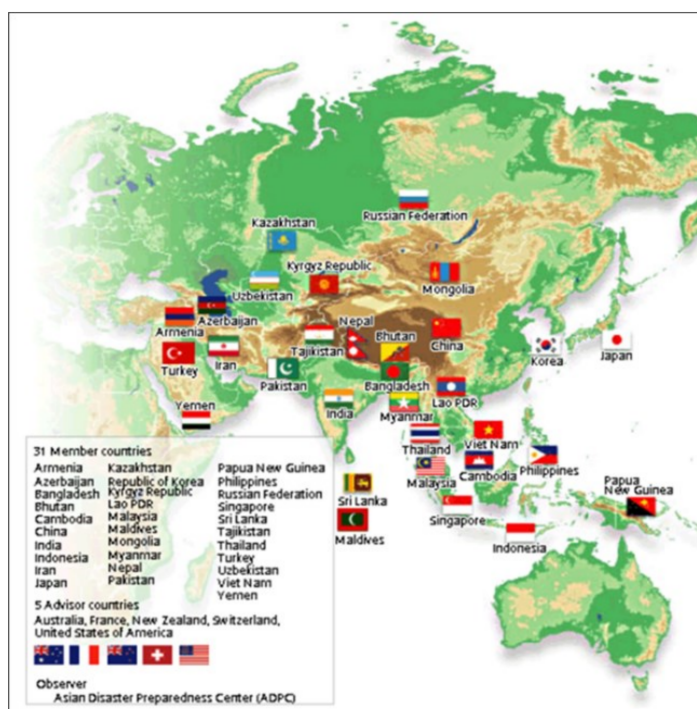 Russian Federation
Kazakhstan
Kyrgyz Republic
Mongolia
Uzbekistan
Azerbaijan
Armenia
Nepal
Bhutan
China
Tajikistan
Korea
Japan
Iran
Turkey
Pakistan
Bangladesh
Lao PDR
India
Myanmar
Yemen
Thailand
Viet Nam
Malaysia
Cambodia
Philippines
Sri Lanka
Papua
New Guinea
Singapore
Maldives
Indonesia
31 Member countries
Armenia
Azerbaijan
Bangladesh
Bhutan
Cambodia
China
India
Indonesia
Iran
Japan
Kazakhstan
Republic of Korea
Kyrgyz Republic
Lao PDR
Malaysia
Maldives
Mongolia
Myanmar
Nepal
Pakistan
Papua New Guinea
Philippines
Russian Federation
Singapore
Sri Lanka
Tajikistan
Thailand
Turkey
Uzbekistan
Viet Nam
Yemen
5 Advisor countries
Australia, France, New Zealand, Switzerland,
United States of America
Observer
Asian Disaster Preparedness Center (ADPC)